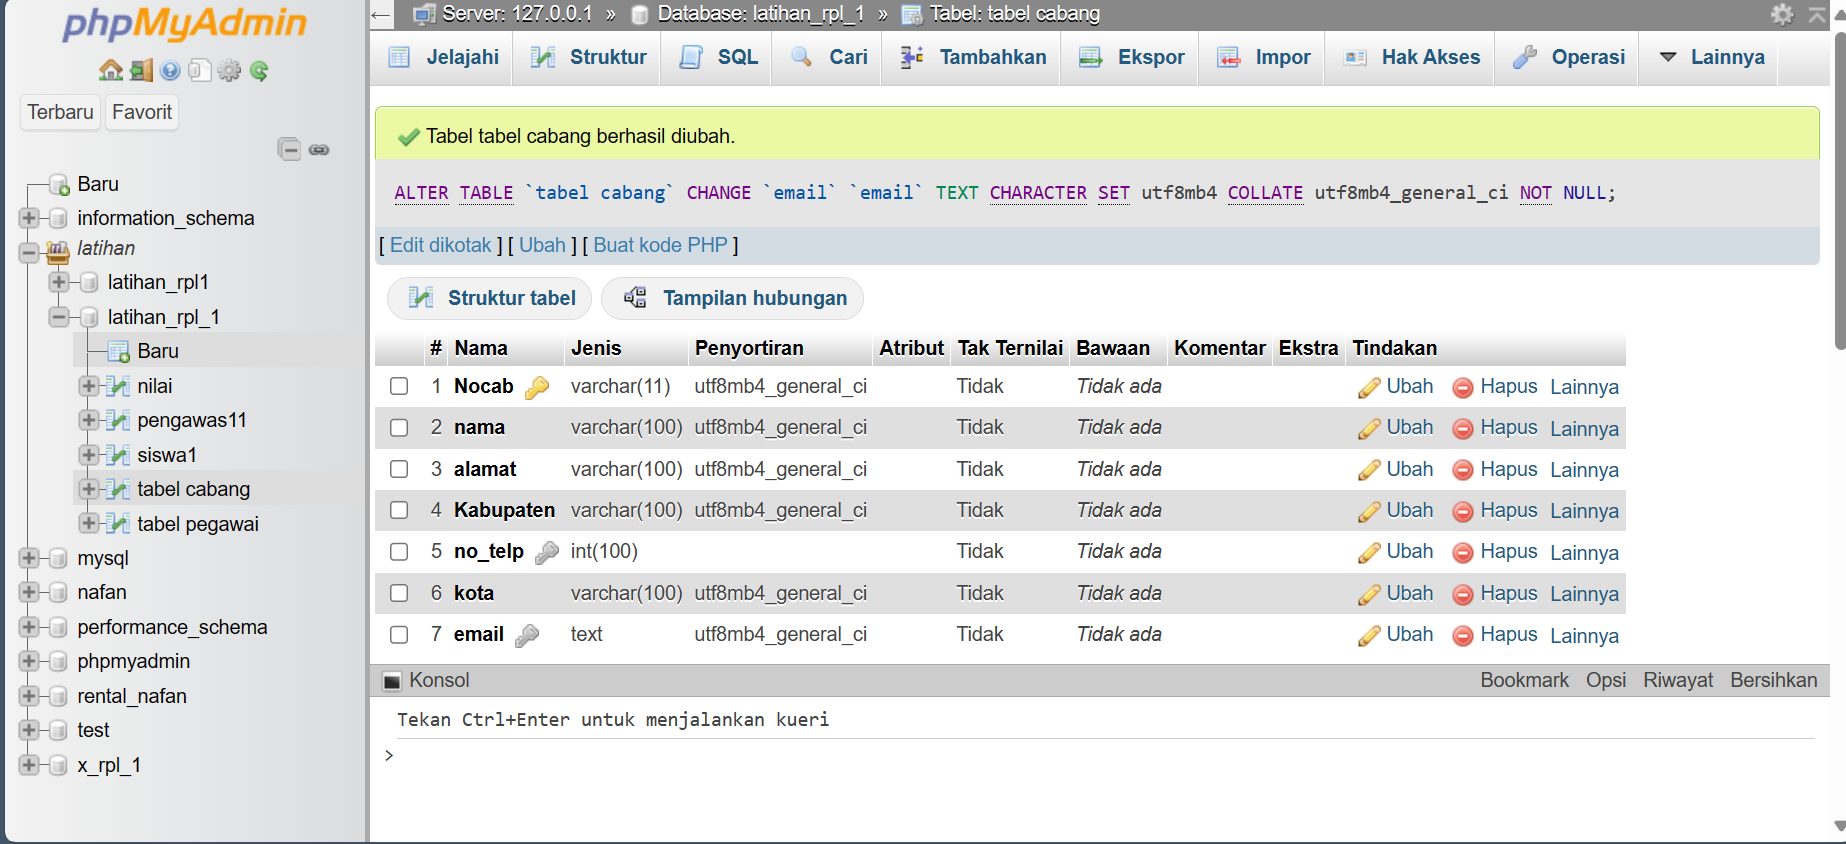 phpMyAdmin
Terbaru Favorit
Baru
information_schema
latihan
latihan_rpl1
latihan_rpl_1
Baru
nilai
pengawas11
siswa1
tabel cabang
tabel pegawai
mysql
nafan
performance_schema
phpmyadmin
rental_nafan
test
x_rpl_1
← Server: 127.0.0.1 » Database: latihan_rpl_1 » Tabel: tabel cabang
Jelajahi Struktur SQL Cari Tambahkan Ekspor Impor Hak Akses Operasi Lainnya
Tabel tabel cabang berhasil diubah.
ALTER TABLE `tabel cabang` CHANGE `email` `email` TEXT CHARACTER SET utf8mb4 COLLATE utf8mb4_general_ci NOT NULL;
[ Edit dikotak ] [ Ubah ] [ Buat kode PHP ]
Struktur tabel Tampilan hubungan
# Nama Jenis Penyortiran Atribut Tak Ternilai Bawaan Komentar Ekstra Tindakan
1 Nocab varchar(11) utf8mb4_general_ci Tidak Tidak ada Ubah Hapus Lainnya
2 nama varchar(100) utf8mb4_general_ci Tidak Tidak ada Ubah Hapus Lainnya
3 alamat varchar(100) utf8mb4_general_ci Tidak Tidak ada Ubah Hapus Lainnya
4 Kabupaten varchar(100) utf8mb4_general_ci Tidak Tidak ada Ubah Hapus Lainnya
5 no_telp int(100) Tidak Tidak ada Ubah Hapus Lainnya
6 kota varchar(100) utf8mb4_general_ci Tidak Tidak ada Ubah Hapus Lainnya
7 email text utf8mb4_general_ci Tidak Tidak ada Ubah Hapus Lainnya
Konsol Bookmark Opsi Riwayat Bersihkan
Tekan Ctrl+Enter untuk menjalankan kueri
>